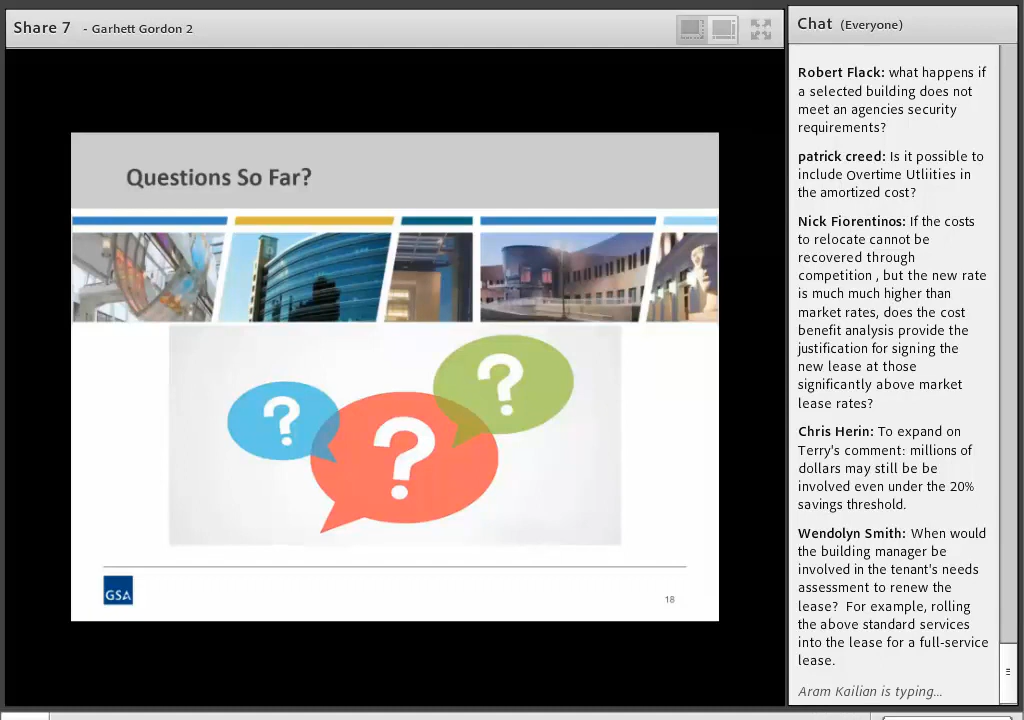 Share 7 - Garhett Gordon 2
Questions So Far?
?
?
?
GSA
18
Chat (Everyone)
Robert Flack: what happens if
a selected building does not
meet an agencies security
requirements?
patrick creed: Is it possible to
include Overtime Utliities in
the amortized cost?
Nick Fiorentinos: If the costs
to relocate cannot be
recovered through
competition , but the new rate
is much much higher than
market rates, does the cost
benefit analysis provide the
justification for signing the
new lease at those
significantly above market
lease rates?
Chris Herin: To expand on
Terry's comment: millions of
dollars may still be be
involved even under the 20%
savings threshold.
Wendolyn Smith: When would
the building manager be
involved in the tenant's needs
assessment to renew the
lease? For example, rolling
the above standard services
into the lease for a full-service
lease.
Aram Kailian is typing...